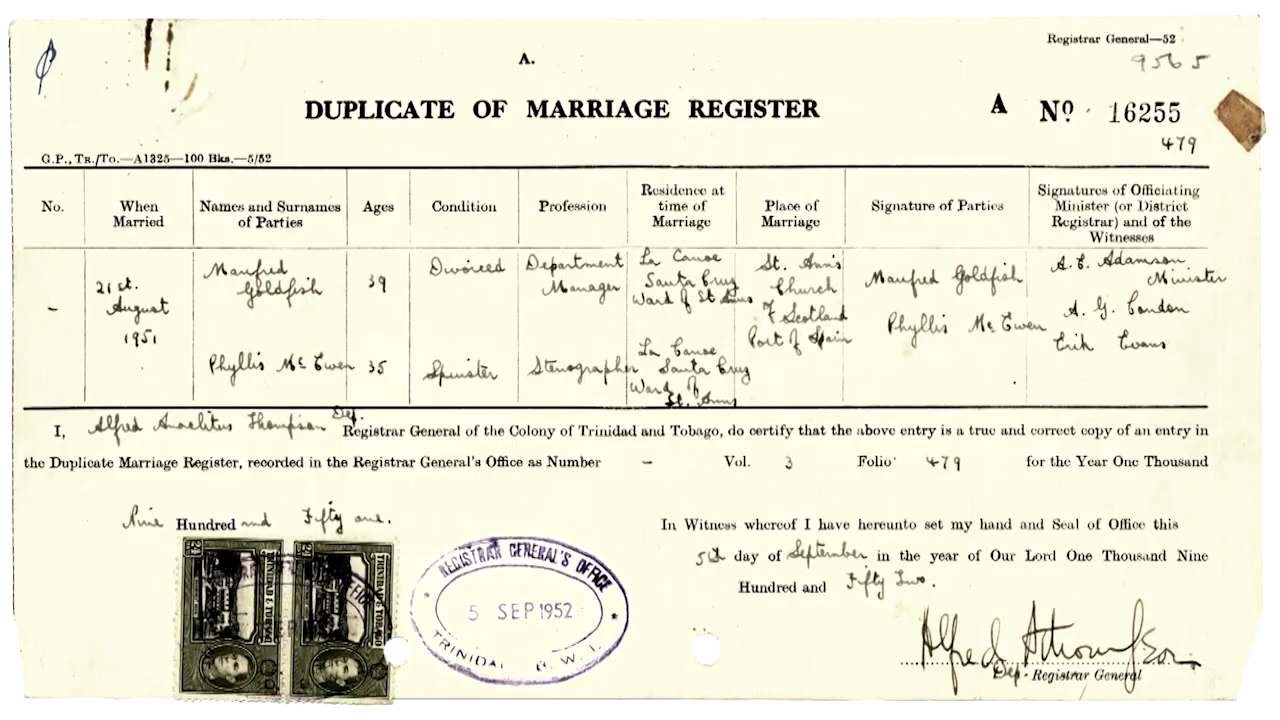 Registrar General—52
9565
A.
DUPLICATE OF MARRIAGE REGISTER
A Nº 16255
479
G.P., TR./TO.—A1325—100 Bks.—5/52
No.
When Married
Names and Surnames of Parties
Ages
Condition
Profession
Residence at time of Marriage
Place of Marriage
Signature of Parties
Signatures of Officiating Minister (or District Registrar) and of the Witnesses
–
21st.
August
1951
Manfred
Goldfish
39
Divorced
Department
Manager
La Canoe
Santa Cruz
Ward of St Anns
St. Ann's
Church
of Scotland
Port of Spain
Manfred Goldfish
Phyllis Mc Ewen
A. E. Adamson
Minister
A. G. Condon
Erik Evans
Phyllis Mc Ewen
35
Spinster
Stenographer
La Canoe
Santa Cruz
Ward of
St. Anns
I, Alfred Anaclitus Thompson Dep. Registrar General of the Colony of Trinidad and Tobago, do certify that the above entry is a true and correct copy of an entry in
the Duplicate Marriage Register, recorded in the Registrar General's Office as Number – Vol. 3 Folio 479 for the Year One Thousand
Nine Hundred and Fifty one.
In Witness whereof I have hereunto set my hand and Seal of Office this
5th day of September in the year of Our Lord One Thousand Nine
Hundred and Fifty Two.
TRINIDAD & TOBAGO
TRINIDAD & TOBAGO
REGISTRAR GENERAL'S OFFICE
5 SEP 1952
TRINIDAD B. W. I.
Alfred A Thompson
Dep. Registrar General